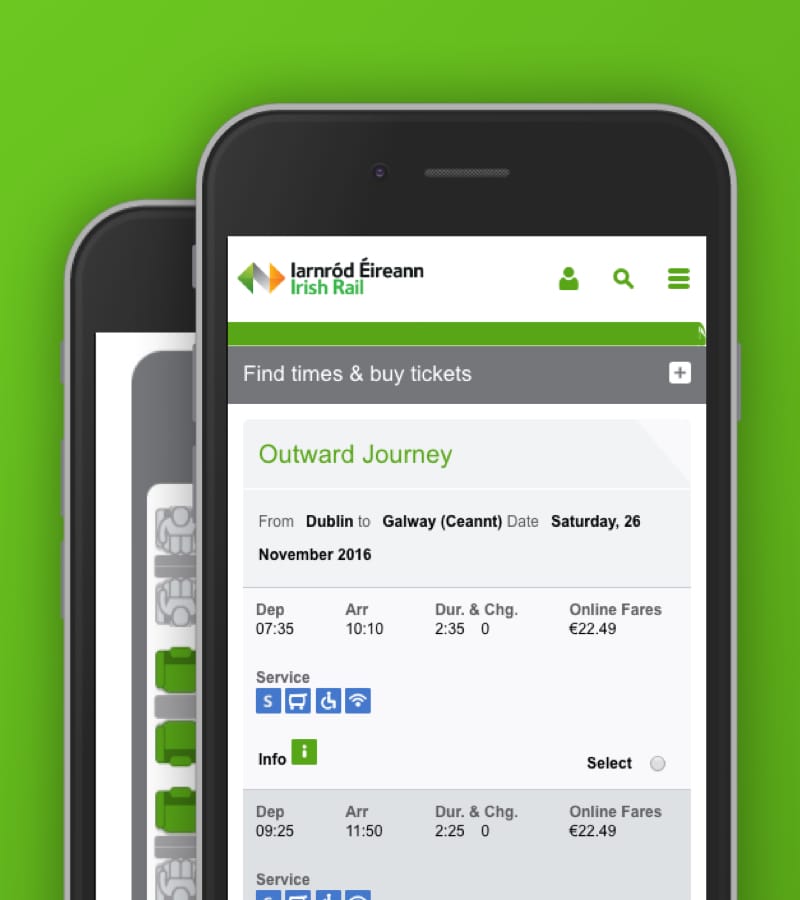 Iarnród Éireann
Irish Rail
Find times & buy tickets
Outward Journey
From Dublin to Galway (Ceannt) Date Saturday, 26
November 2016
Dep Arr Dur. & Chg. Online Fares
07:35 10:10 2:35 0 €22.49
Service
S
Info i
Select
Dep Arr Dur. & Chg. Online Fares
09:25 11:50 2:25 0 €22.49
Service